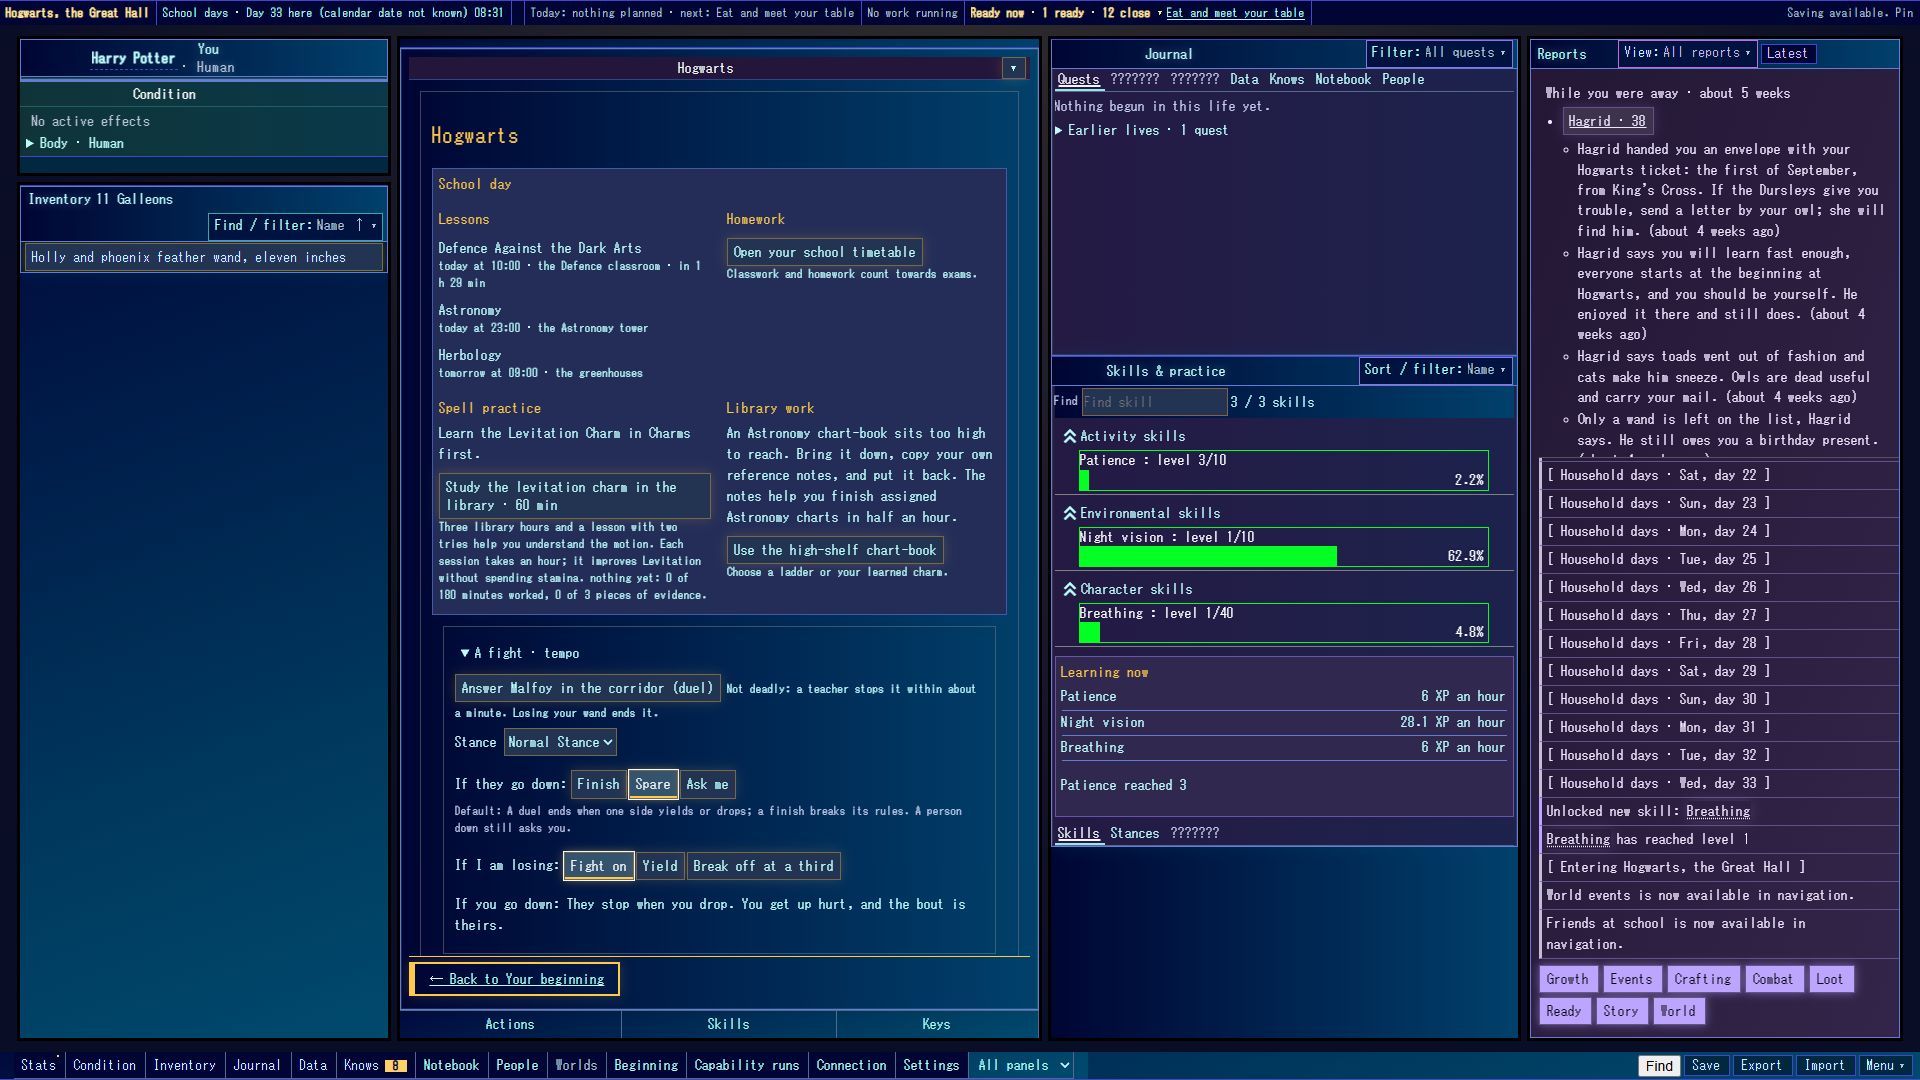 Hogwarts, the Great Hall
School days · Day 33 here (calendar date not known) 08:31
Today: nothing planned · next: Eat and meet your table
No work running
Ready now · 1 ready · 12 close ▾ Eat and meet your table
Saving available. Pin
Harry Potter · You
Human
Condition
No active effects
▶ Body · Human
Inventory 11 Galleons
Find / filter: Name ↑ ▾
Holly and phoenix feather wand, eleven inches
Hogwarts
▾
Hogwarts
School day
Lessons
Defence Against the Dark Arts
today at 10:00 · the Defence classroom · in 1
h 29 min
Astronomy
today at 23:00 · the Astronomy tower
Herbology
tomorrow at 09:00 · the greenhouses
Homework
Open your school timetable
Classwork and homework count towards exams.
Spell practice
Learn the Levitation Charm in Charms
first.
Study the levitation charm in the
library · 60 min
Three library hours and a lesson with two
tries help you understand the motion. Each
session takes an hour; it improves Levitation
without spending stamina. nothing yet: 0 of
180 minutes worked, 0 of 3 pieces of evidence.
Library work
An Astronomy chart-book sits too high
to reach. Bring it down, copy your own
reference notes, and put it back. The
notes help you finish assigned
Astronomy charts in half an hour.
Use the high-shelf chart-book
Choose a ladder or your learned charm.
▼ A fight · tempo
Answer Malfoy in the corridor (duel) Not deadly: a teacher stops it within about
a minute. Losing your wand ends it.
Stance Normal Stance
If they go down: Finish Spare Ask me
Default: A duel ends when one side yields or drops; a finish breaks its rules. A person
down still asks you.
If I am losing: Fight on Yield Break off at a third
If you go down: They stop when you drop. You get up hurt, and the bout is
theirs.
← Back to Your beginning
Actions Skills Keys
Journal
Filter: All quests ▾
Quests ??????? ??????? Data Knows Notebook People
Nothing begun in this life yet.
▶ Earlier lives · 1 quest
Skills & practice
Sort / filter: Name ▾
Find Find skill 3 / 3 skills
Activity skills
Patience : level 3/10
2.2%
Environmental skills
Night vision : level 1/10
62.9%
Character skills
Breathing : level 1/40
4.8%
Learning now
Patience 6 XP an hour
Night vision 28.1 XP an hour
Breathing 6 XP an hour
Patience reached 3
Skills Stances ???????
Reports
View: All reports ▾
Latest
While you were away · about 5 weeks
• Hagrid · 38
Hagrid handed you an envelope with your
Hogwarts ticket: the first of September,
from King's Cross. If the Dursleys give you
trouble, send a letter by your owl; she will
find him. (about 4 weeks ago)
Hagrid says you will learn fast enough,
everyone starts at the beginning at
Hogwarts, and you should be yourself. He
enjoyed it there and still does. (about 4
weeks ago)
Hagrid says toads went out of fashion and
cats make him sneeze. Owls are dead useful
and carry your mail. (about 4 weeks ago)
Only a wand is left on the list, Hagrid
says. He still owes you a birthday present.
[ Household days · Sat, day 22 ]
[ Household days · Sun, day 23 ]
[ Household days · Mon, day 24 ]
[ Household days · Tue, day 25 ]
[ Household days · Wed, day 26 ]
[ Household days · Thu, day 27 ]
[ Household days · Fri, day 28 ]
[ Household days · Sat, day 29 ]
[ Household days · Sun, day 30 ]
[ Household days · Mon, day 31 ]
[ Household days · Tue, day 32 ]
[ Household days · Wed, day 33 ]
Unlocked new skill: Breathing
Breathing has reached level 1
[ Entering Hogwarts, the Great Hall ]
World events is now available in navigation.
Friends at school is now available in
navigation.
Growth Events Crafting Combat Loot
Ready Story World
Stats Condition Inventory Journal Data Knows 8 Notebook People Worlds Beginning Capability runs Connection Settings All panels
Find Save Export Import Menu ▾